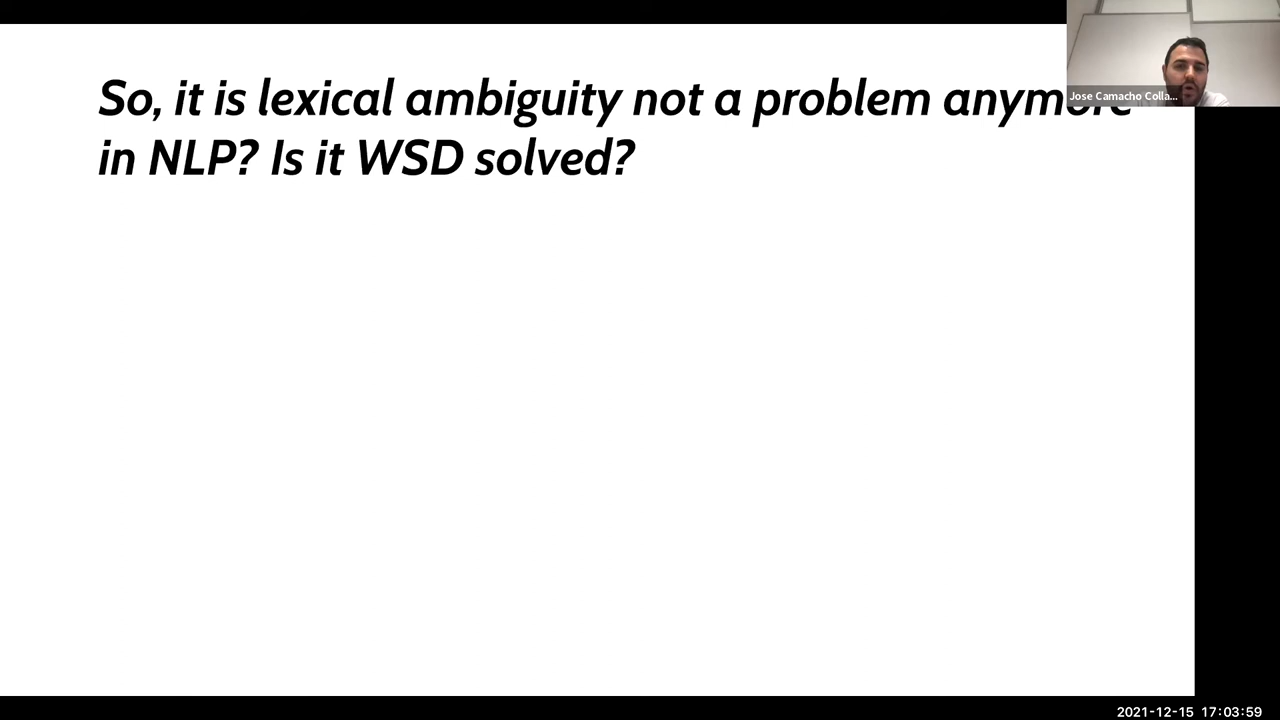 So, it is lexical ambiguity not a problem anymore
in NLP? Is it WSD solved?
Jose Camacho Colla...
2021-12-15 17:03:59